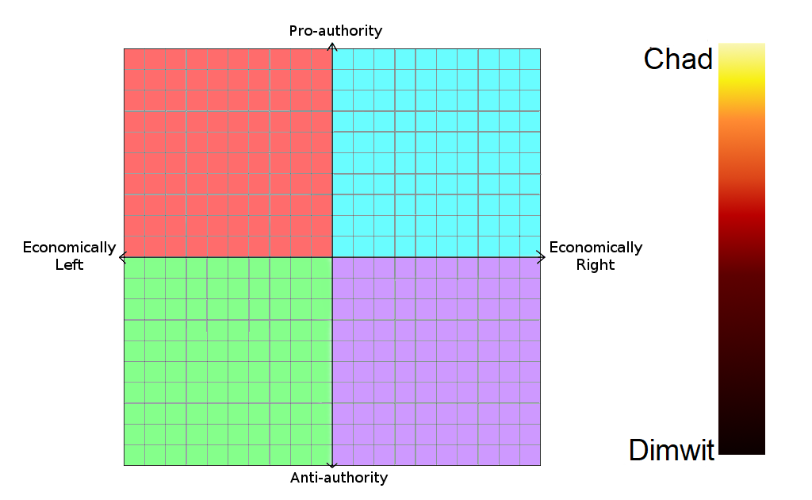 Pro-authority
Chad
Economically
Left
Economically
Right
Dimwit
Anti-authority